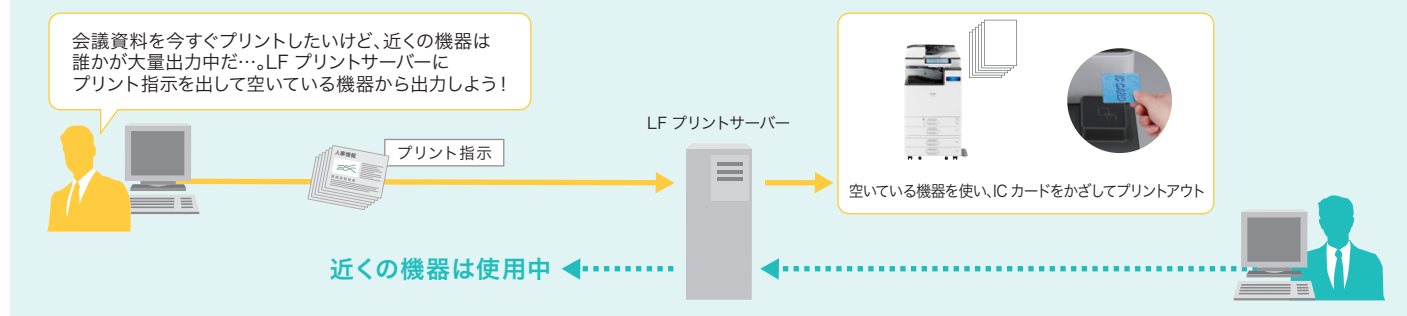 会議資料を今すぐプリントしたいけど、近くの機器は
誰かが大量出力中だ…。LF プリントサーバーに
プリント指示を出して空いている機器から出力しよう！
人事情報
プリント指示
LF プリントサーバー
ID CARD
空いている機器を使い、IC カードをかざしてプリントアウト
近くの機器は使用中